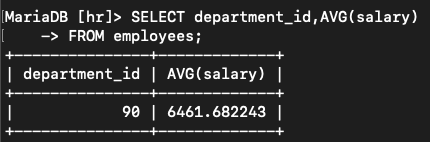 MariaDB [hr]> SELECT department_id,AVG(salary)
    -> FROM employees;
+---------------+-------------+
| department_id | AVG(salary) |
+---------------+-------------+
|            90 | 6461.682243 |
+---------------+-------------+